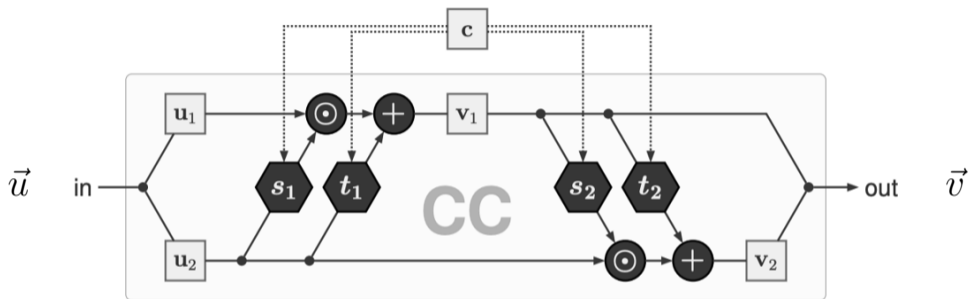 c
u₁ ⊙ + v₁
u⃗ in s₁ t₁ CC s₂ t₂ out v⃗
u₂ ⊙ + v₂